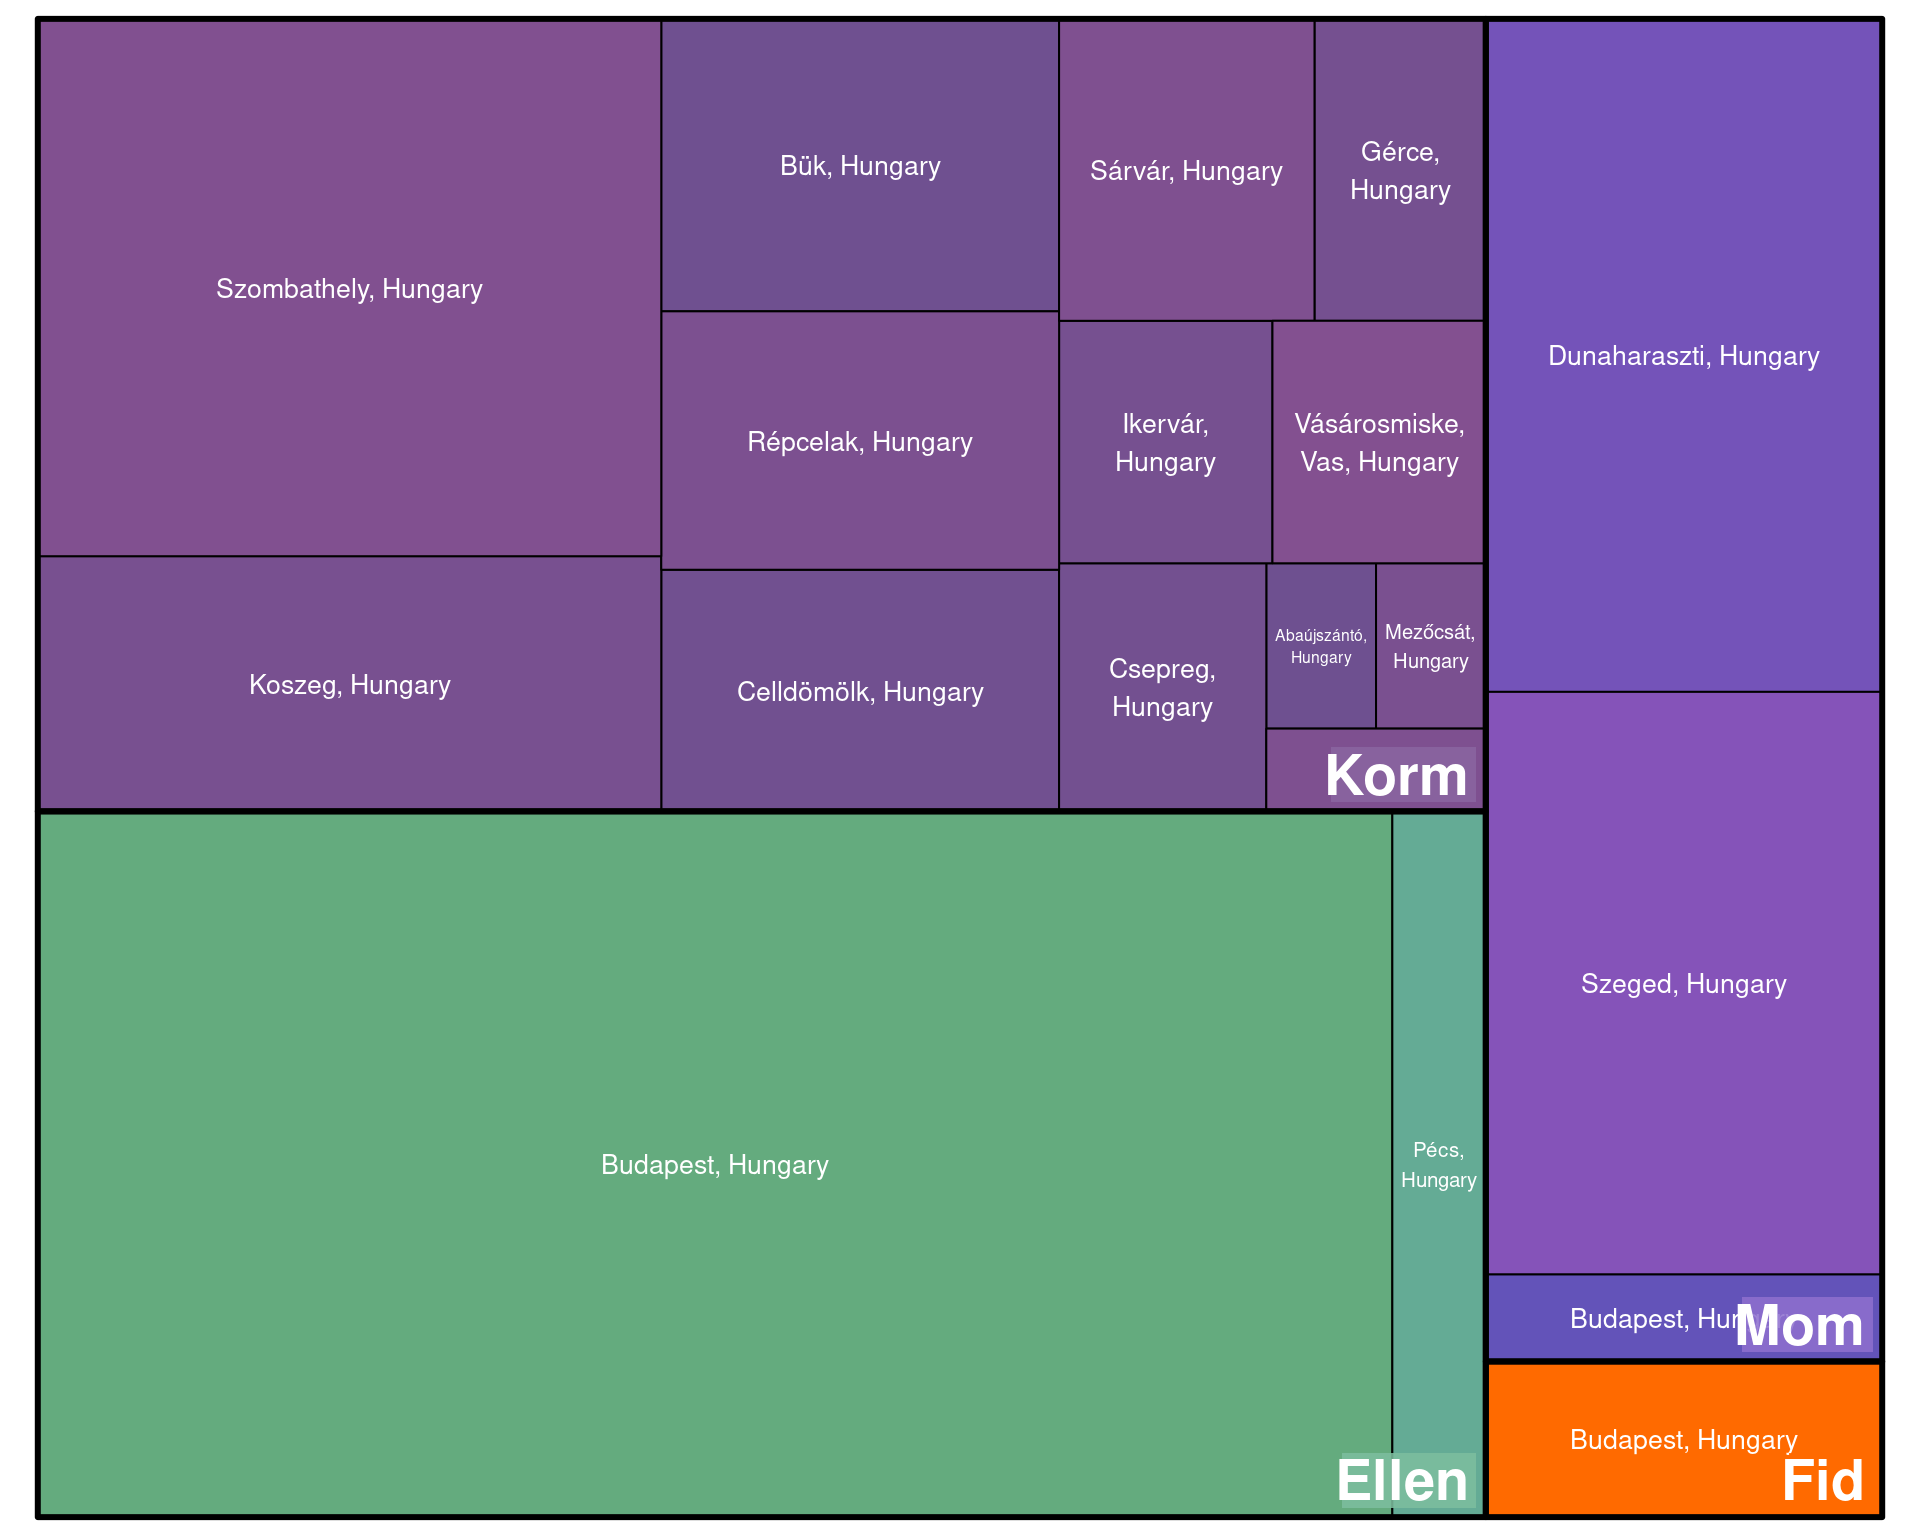 Szombathely, Hungary
Koszeg, Hungary
Bük, Hungary
Répcelak, Hungary
Celldömölk, Hungary
Sárvár, Hungary
Gérce,
Hungary
Ikervár,
Hungary
Vásárosmiske,
Vas, Hungary
Csepreg,
Hungary
Abaújszántó,
Hungary
Mezőcsát,
Hungary
Korm
Budapest, Hungary
Pécs,
Hungary
Ellen
Dunaharaszti, Hungary
Szeged, Hungary
Budapest,
Mom
Budapest, Hungary
Fid